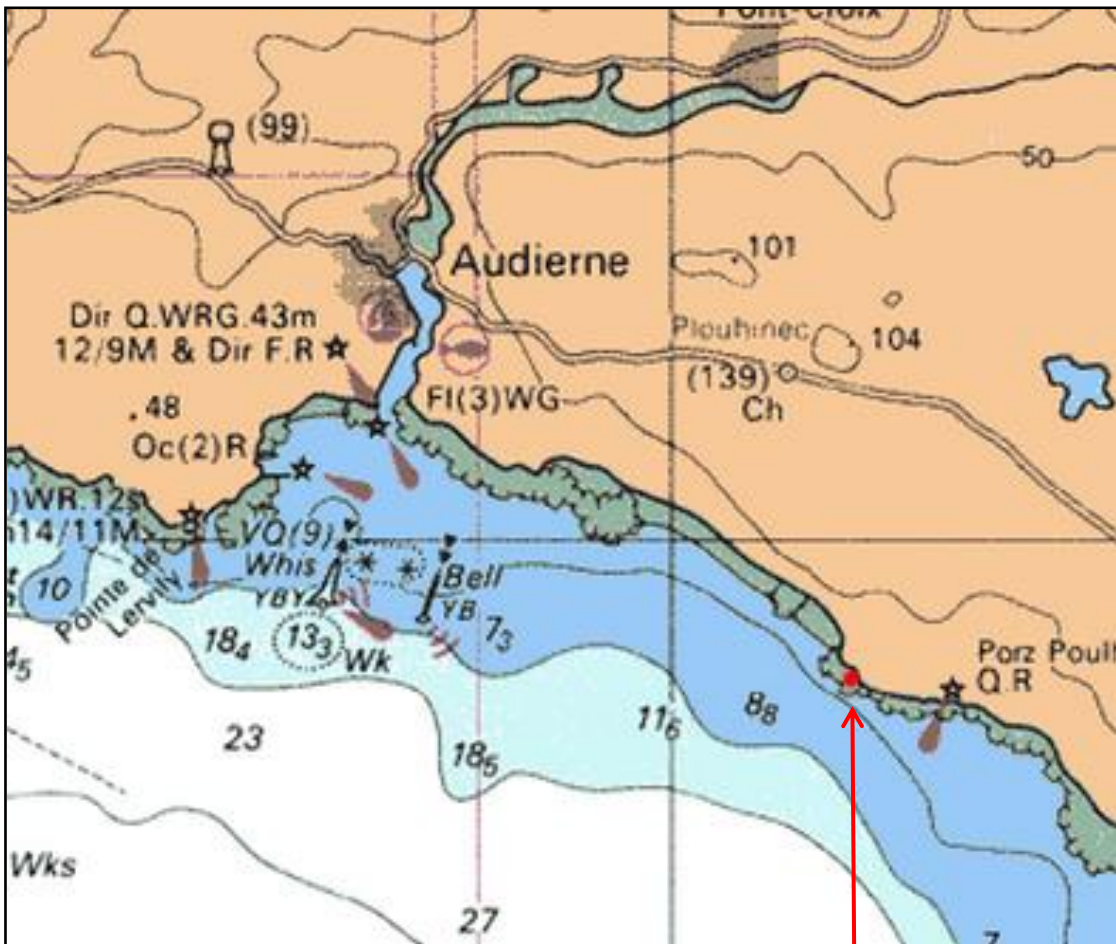 Pont-Croix
(99)
50
Audierne
101
Dir Q.WRG.43m
12/9M & Dir F.R
Plouhinec
104
(139)
Ch
Fl(3)WG
48
Oc(2)R
)WR.12s
14/11M
VQ(9)
Whis
Bell
YBY
YB
10
Pointe de
Lervily
18₄
13₃
Wk
7₃
Porz Poulh
Q.R
4₅
8₈
11₆
23
18₅
Wks
27
7